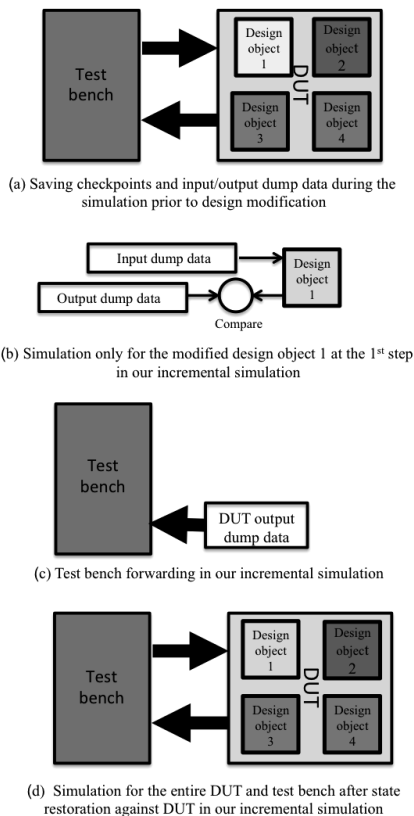 Test
bench
Design
object
1
Design
object
2
DUT
Design
object
3
Design
object
4
(a) Saving checkpoints and input/output dump data during the
simulation prior to design modification
Input dump data
Design
object
1
Output dump data
Compare
(b) Simulation only for the modified design object 1 at the 1st step
in our incremental simulation
Test
bench
DUT output
dump data
(c) Test bench forwarding in our incremental simulation
Test
bench
Design
object
1
Design
object
2
DUT
Design
object
3
Design
object
4
(d) Simulation for the entire DUT and test bench after state
restoration against DUT in our incremental simulation